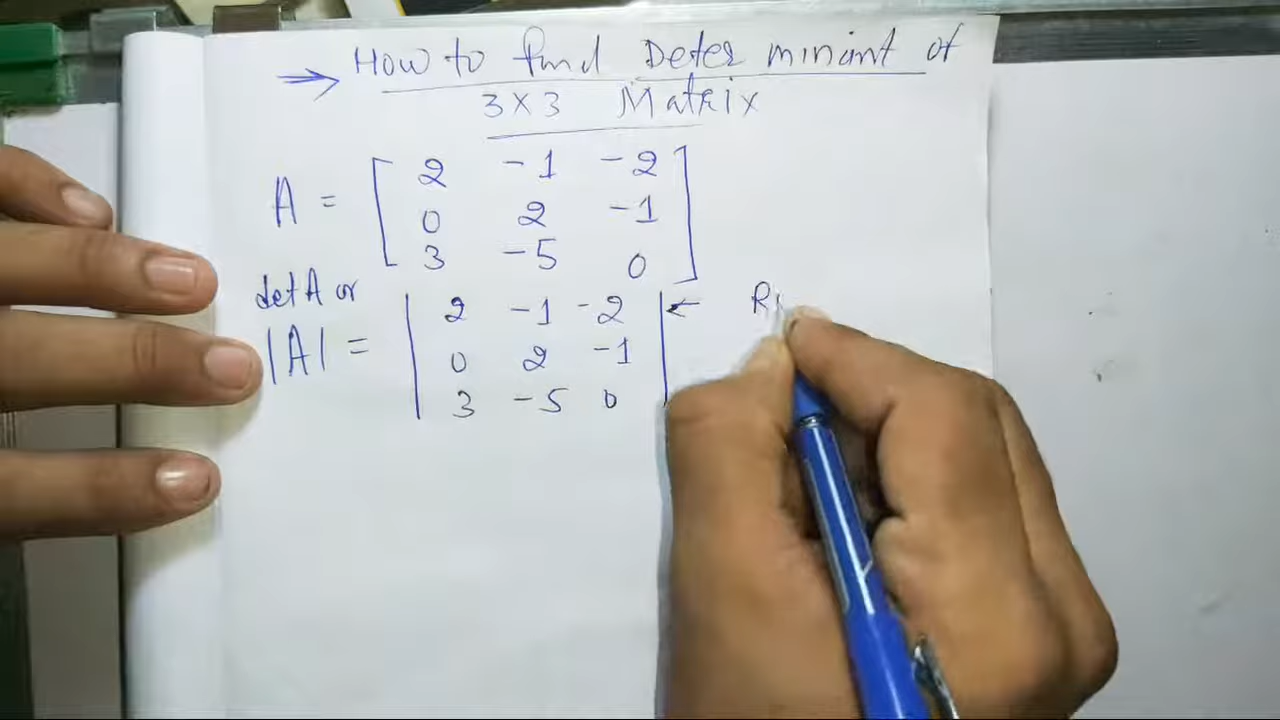 How to find Determinant of
3×3 Matrix
A = [ 2 -1 -2
0 2 -1
3 -5 0 ]
det A or
|A| = | 2 -1 -2 | ← R
0 2 -1
3 -5 0